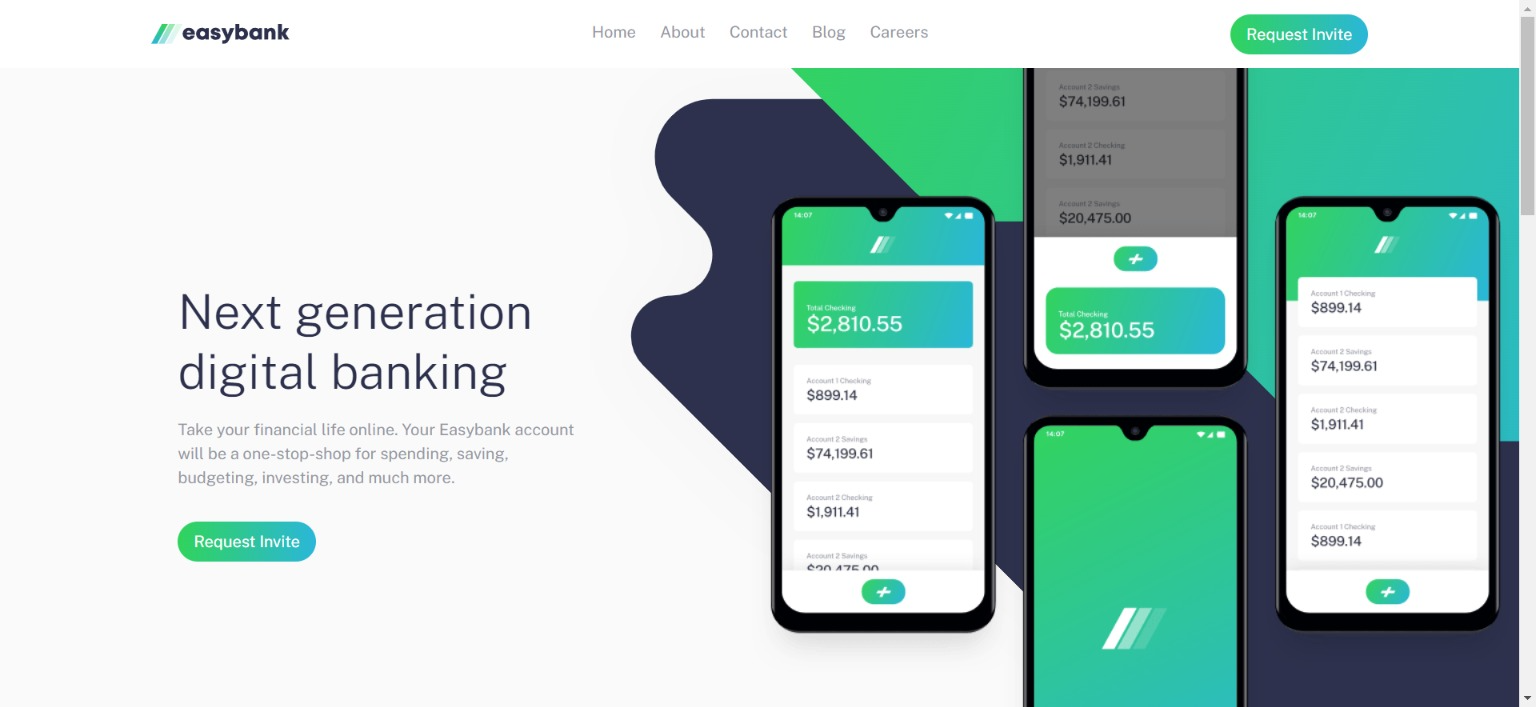 easybank
Home
About
Contact
Blog
Careers
Request Invite
Next generation
digital banking
Take your financial life online. Your Easybank account
will be a one-stop-shop for spending, saving,
budgeting, investing, and much more.
Request Invite
14:07
Total Checking
$2,810.55
Account 1 Checking
$899.14
Account 2 Savings
$74,199.61
Account 2 Checking
$1,911.41
Account 2 Savings
$20,475.00
Account 2 Savings
$74,199.61
Account 2 Checking
$1,911.41
Account 2 Savings
$20,475.00
Total Checking
$2,810.55
14:07
14:07
Account 1 Checking
$899.14
Account 2 Savings
$74,199.61
Account 2 Checking
$1,911.41
Account 2 Savings
$20,475.00
Account 1 Checking
$899.14